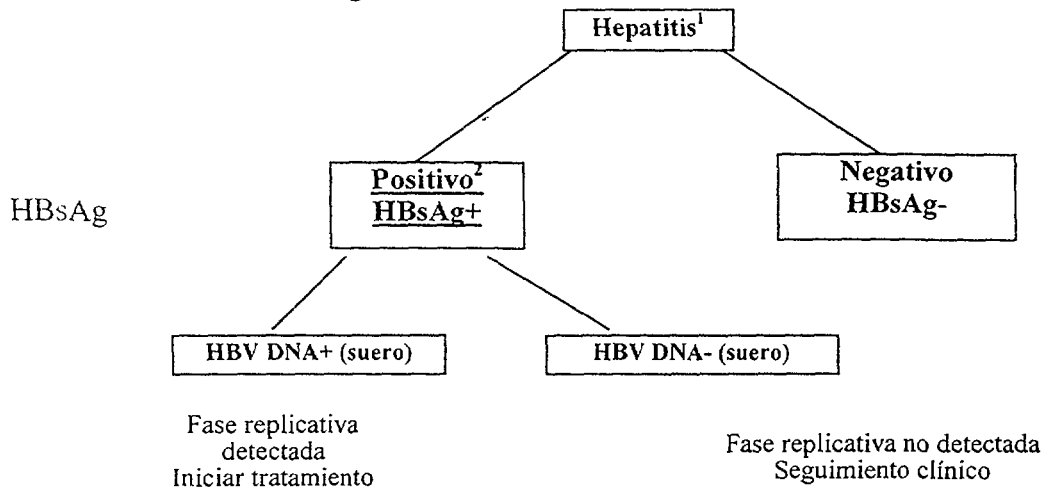 Hepatitis¹
HBsAg
Positivo²
HBsAg+
Negativo
HBsAg-
HBV DNA+ (suero)
HBV DNA- (suero)
Fase replicativa
detectada
Iniciar tratamiento
Fase replicativa no detectada
Seguimiento clínico